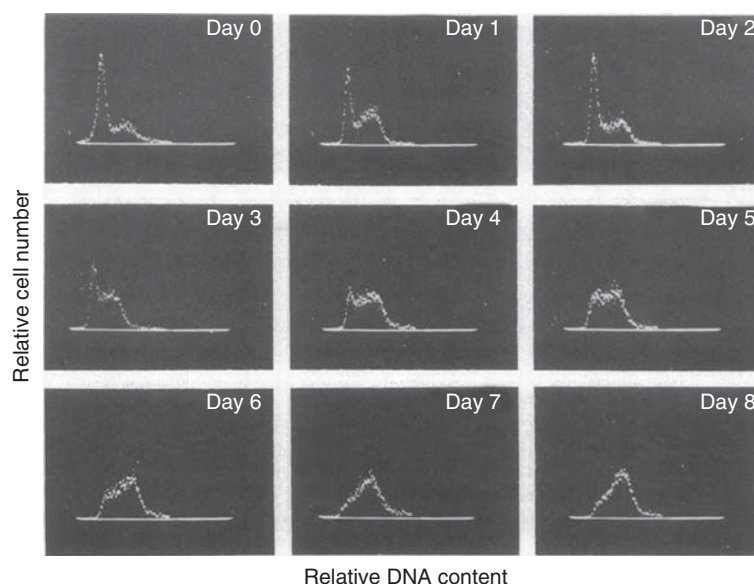 Day 0
Day 1
Day 2
Day 3
Day 4
Day 5
Day 6
Day 7
Day 8
Relative cell number
Relative DNA content